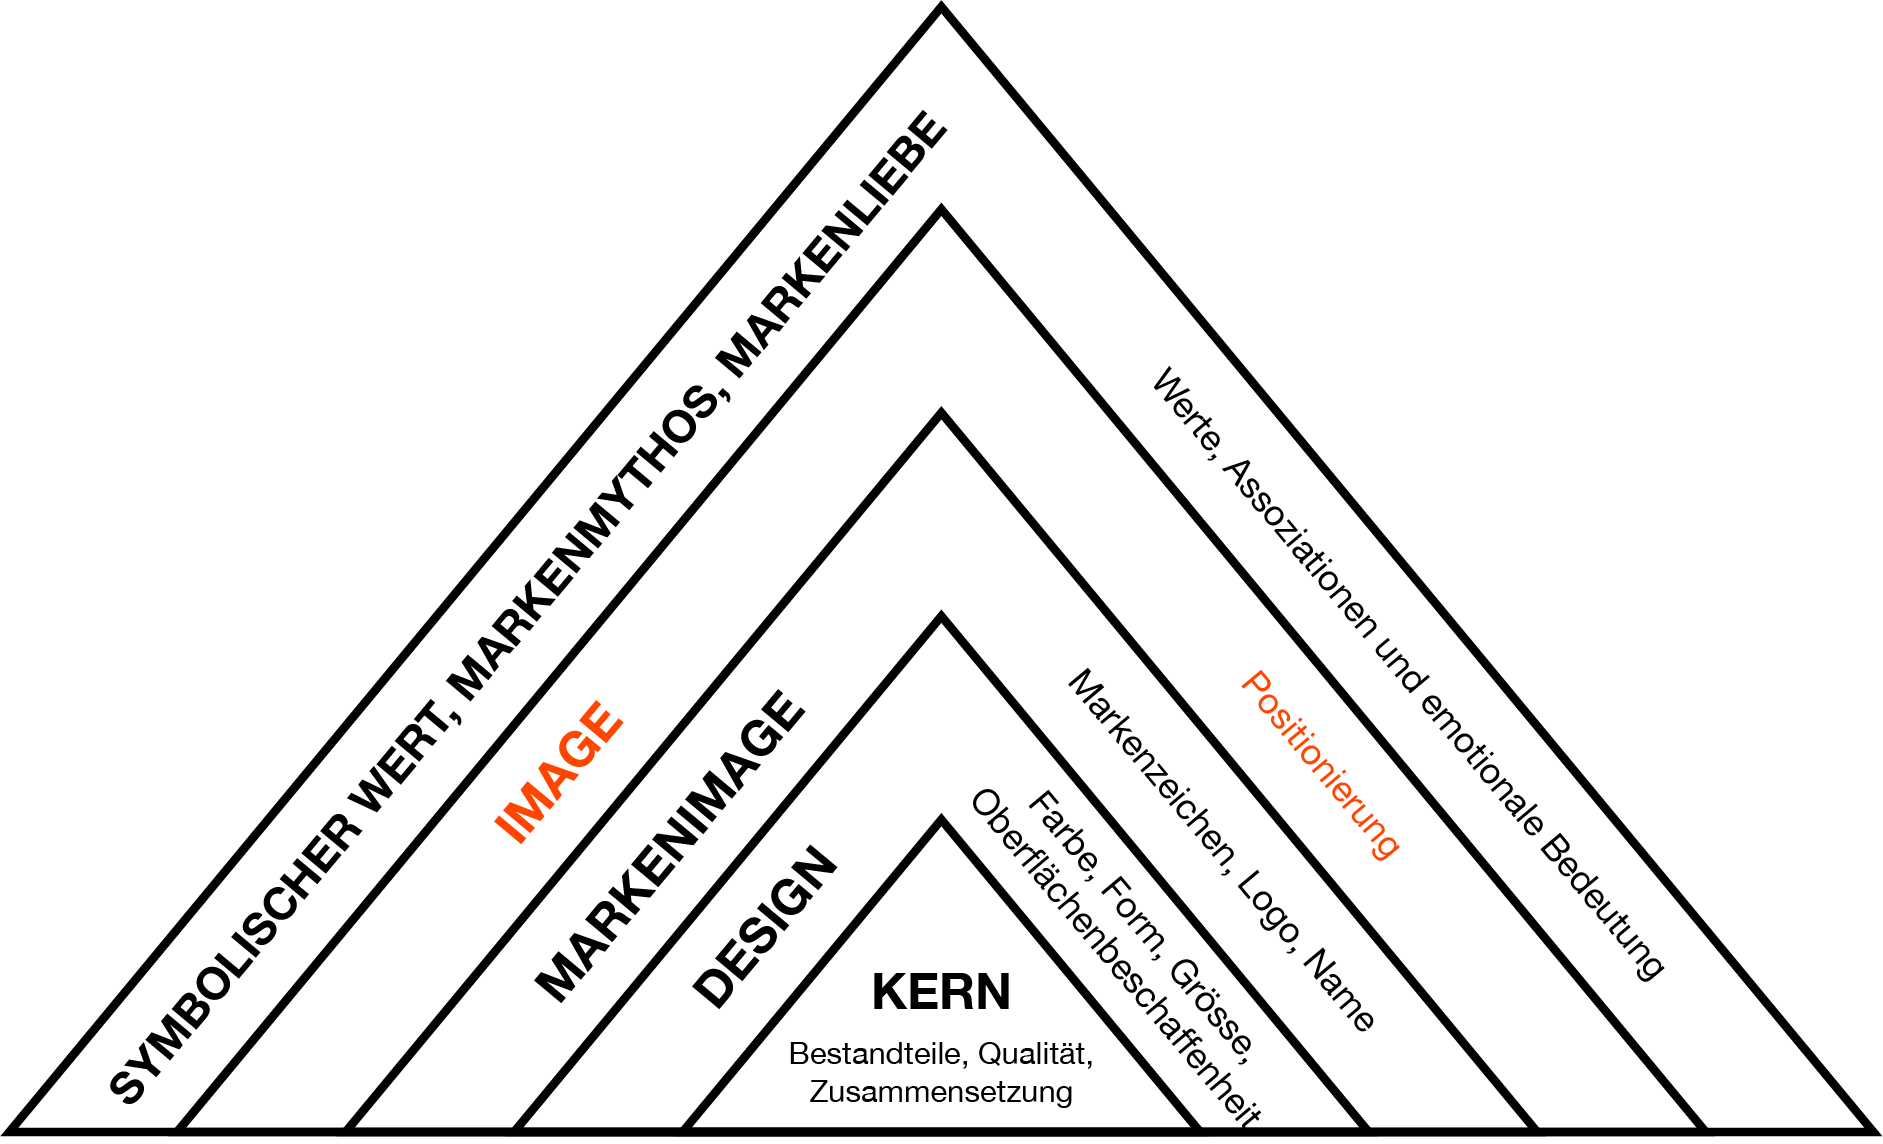 SYMBOLISCHER WERT, MARKENMYTHOS, MARKENLIEBE
Werte, Assoziationen und emotionale Bedeutung
IMAGE
Positionierung
MARKENIMAGE
Markenzeichen, Logo, Name
DESIGN
Farbe, Form, Grösse,
Oberflächenbeschaffenheit
KERN
Bestandteile, Qualität,
Zusammensetzung